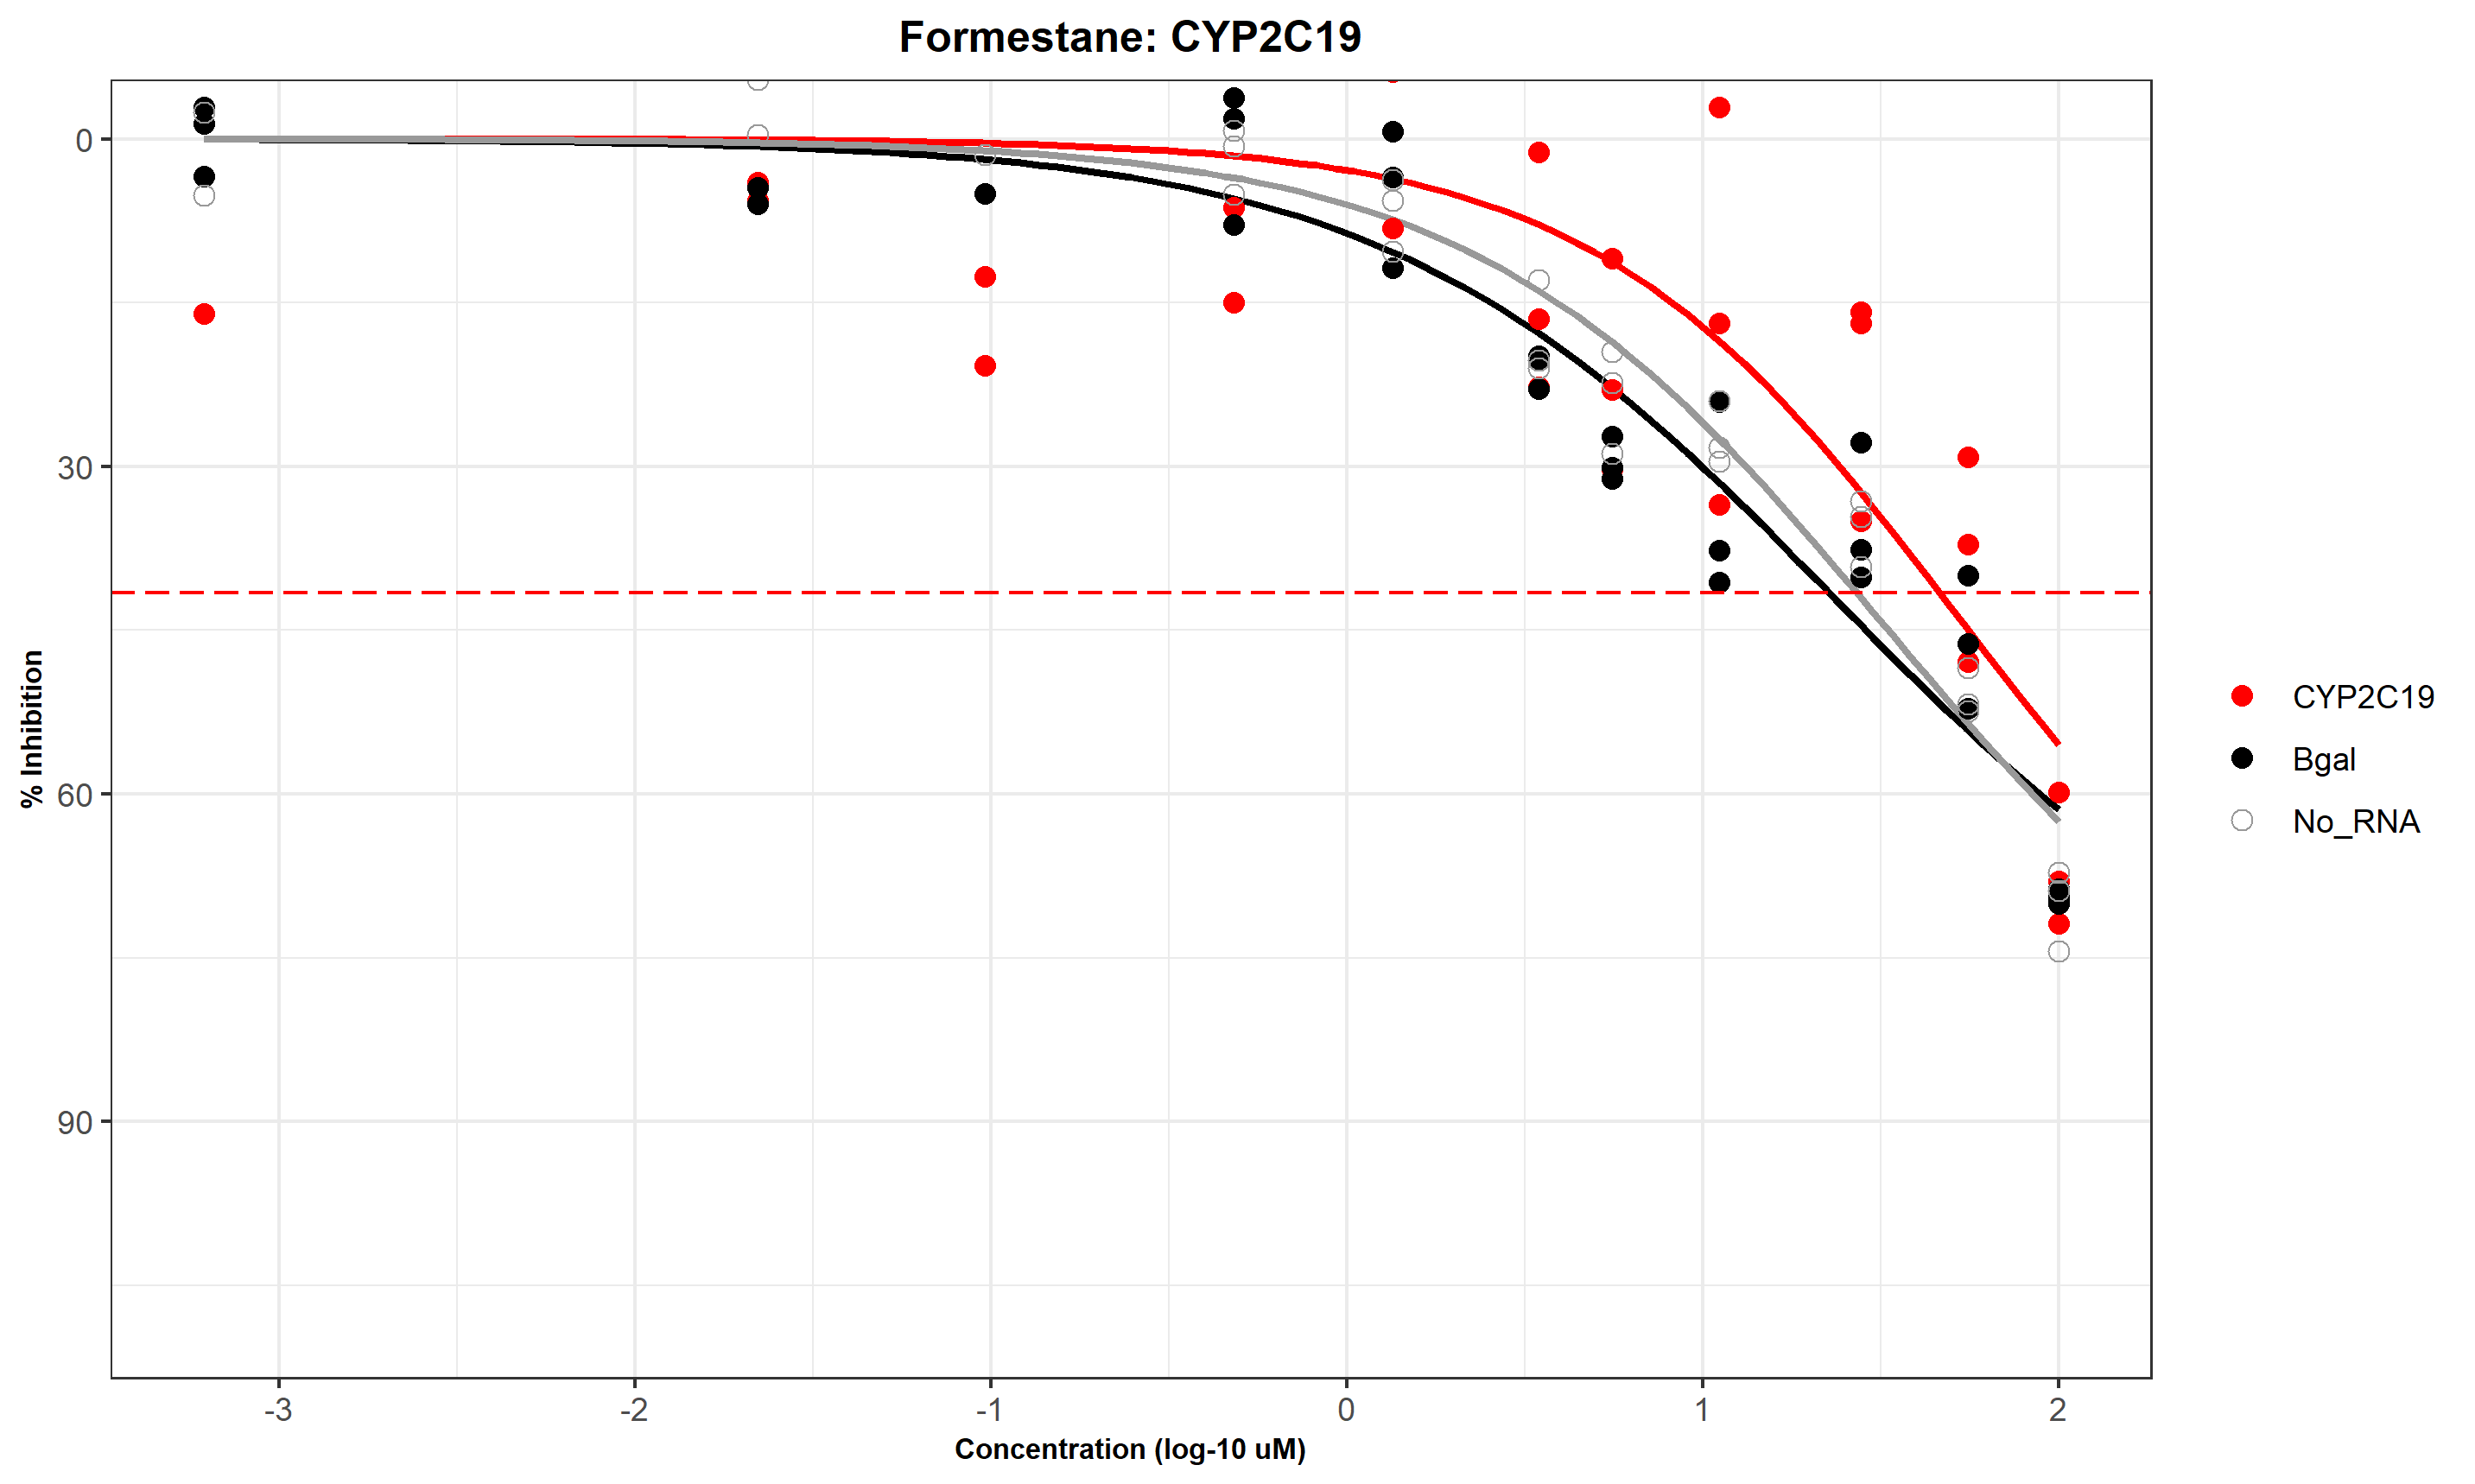 Formestane: CYP2C19
% Inhibition
0
30
60
90
-3
-2
-1
0
1
2
Concentration (log-10 uM)
CYP2C19
Bgal
No_RNA